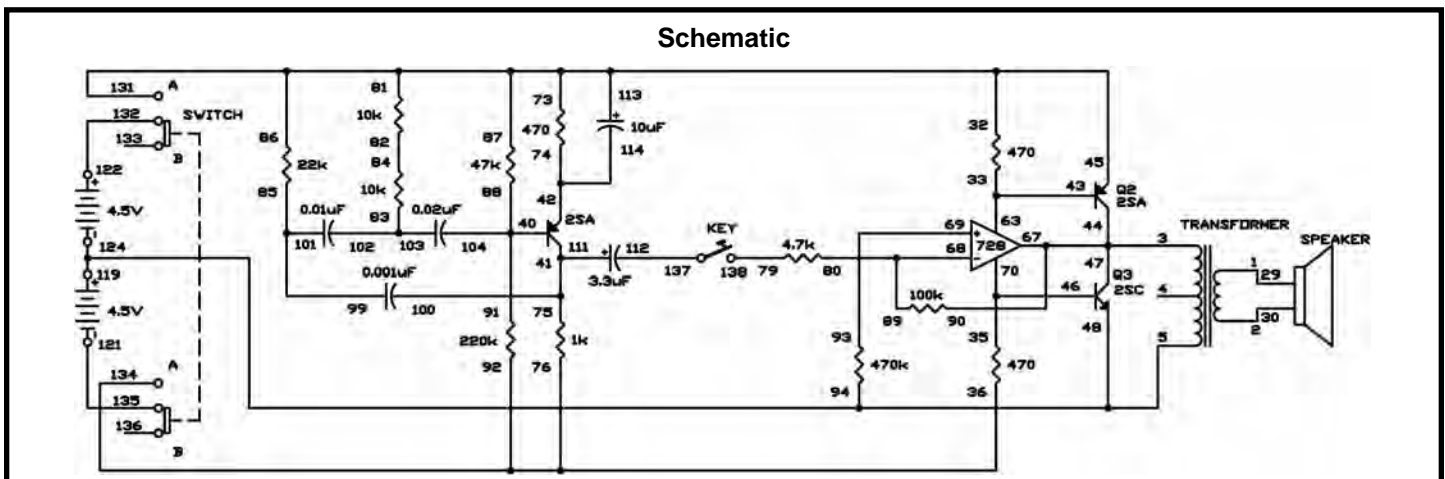 Schematic
131 A
132 SWITCH
133
B
122
4.5V
124
119
4.5V
121
134 A
135
136
B
86
22k
85
81
10k
82
84
10k
83
0.01uF
101 102
0.02uF
103 104
0.001uF
99 100
87
47k
88
91
220k
92
73
470
74
113
10uF
114
42
40 2SA
41
111
112
3.3uF
75
1k
76
KEY
137 138
4.7k
79 80
69
68
728
63
67
70
100k
89 90
93
470k
94
32
470
33
35
470
36
45
43 Q2
2SA
44
47
Q3
2SC
46
48
TRANSFORMER
3
4
5
1
2
29
30
SPEAKER